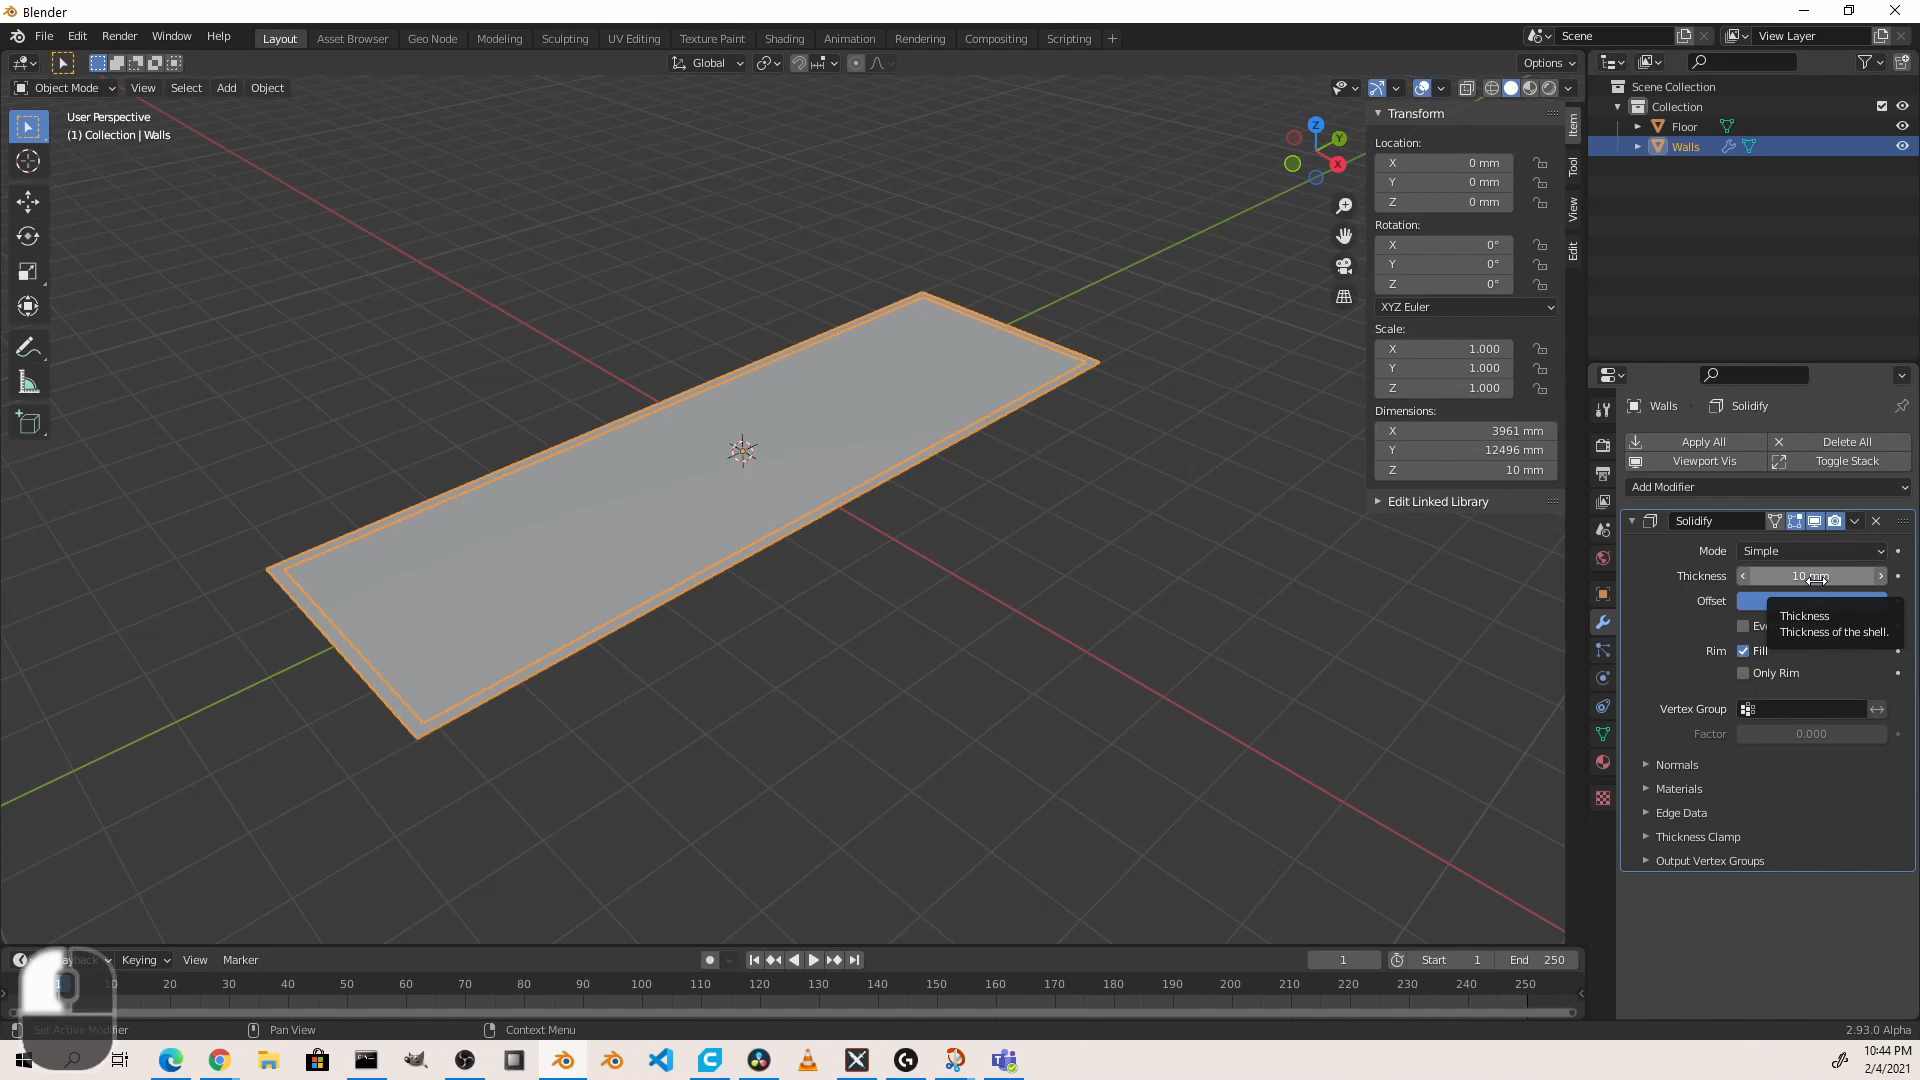 Blender
File Edit Render Window Help
Layout Asset Browser Geo Node Modeling Sculpting UV Editing Texture Paint Shading Animation Rendering Compositing Scripting +
Scene
View Layer
Global
Options
Object Mode View Select Add Object
User Perspective
(1) Collection | Walls
Z
Y
X
Transform
Location:
X 0 mm
Y 0 mm
Z 0 mm
Rotation:
X 0°
Y 0°
Z 0°
XYZ Euler
Scale:
X 1.000
Y 1.000
Z 1.000
Dimensions:
X 3961 mm
Y 12496 mm
Z 10 mm
Edit Linked Library
Item
Tool
View
Edit
Scene Collection
Collection
Floor
Walls
Walls Solidify
Apply All Delete All
Viewport Vis Toggle Stack
Add Modifier
Solidify
Mode Simple
Thickness 10 mm
Offset
Thickness
Thickness of the shell.
Rim Fill
Only Rim
Vertex Group
Factor 0.000
Normals
Materials
Edge Data
Thickness Clamp
Output Vertex Groups
Keying View Marker
1 Start 1 End 250
20 30 40 50 60 70 80 90 100 110 120 130 140 150 160 170 180 190 200 210 220 230 240 250
Set Active Modifier Pan View Context Menu
2.93.0 Alpha
10:44 PM
2/4/2021